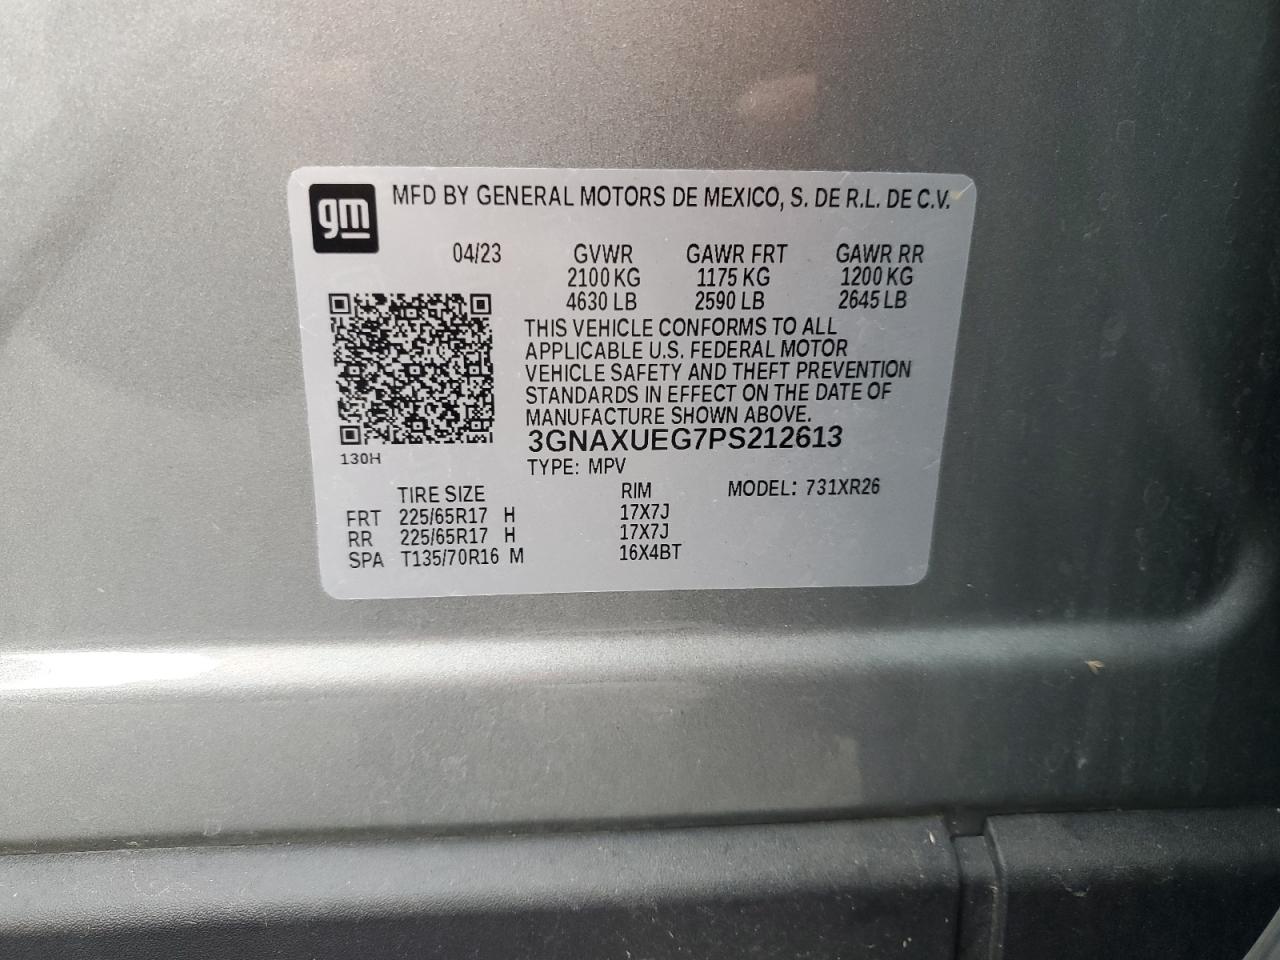 gm
MFD BY GENERAL MOTORS DE MEXICO, S. DE R.L. DE C.V.
04/23 GVWR GAWR FRT GAWR RR
2100 KG 1175 KG 1200 KG
4630 LB 2590 LB 2645 LB
THIS VEHICLE CONFORMS TO ALL
APPLICABLE U.S. FEDERAL MOTOR
VEHICLE SAFETY AND THEFT PREVENTION
STANDARDS IN EFFECT ON THE DATE OF
MANUFACTURE SHOWN ABOVE.
3GNAXUEG7PS212613
130H
TYPE: MPV
TIRE SIZE RIM MODEL: 731XR26
FRT 225/65R17 H 17X7J
RR 225/65R17 H 17X7J
SPA T135/70R16 M 16X4BT